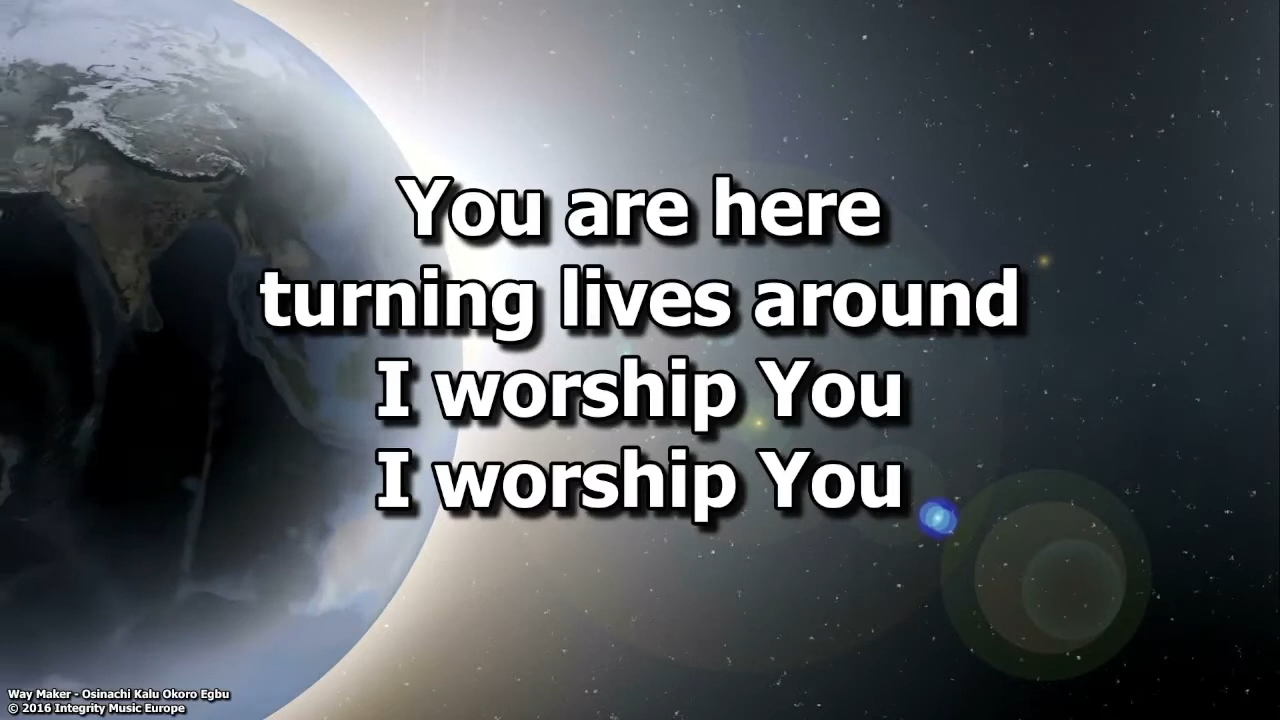 You are here
turning lives around
I worship You
I worship You
Way Maker - Osinachi Kalu Okoro Egbu
© 2016 Integrity Music Europe